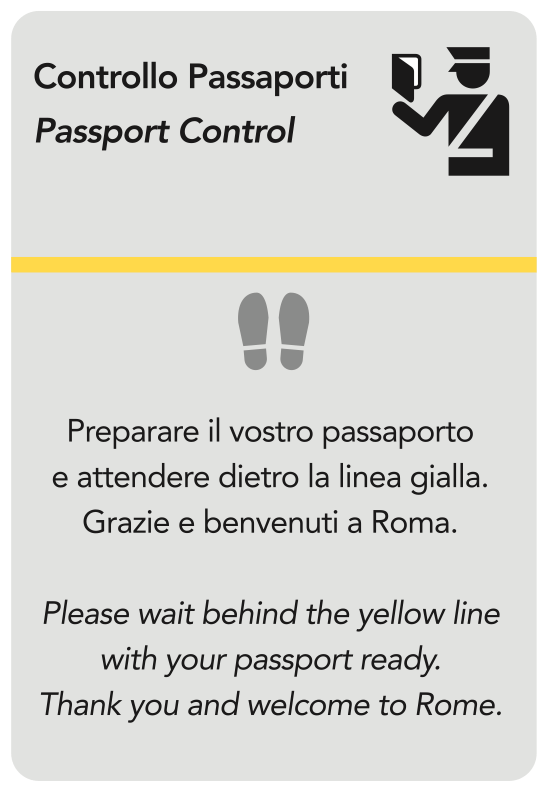 Controllo Passaporti
Passport Control
Preparare il vostro passaporto
e attendere dietro la linea gialla.
Grazie e benvenuti a Roma.
Please wait behind the yellow line
with your passport ready.
Thank you and welcome to Rome.